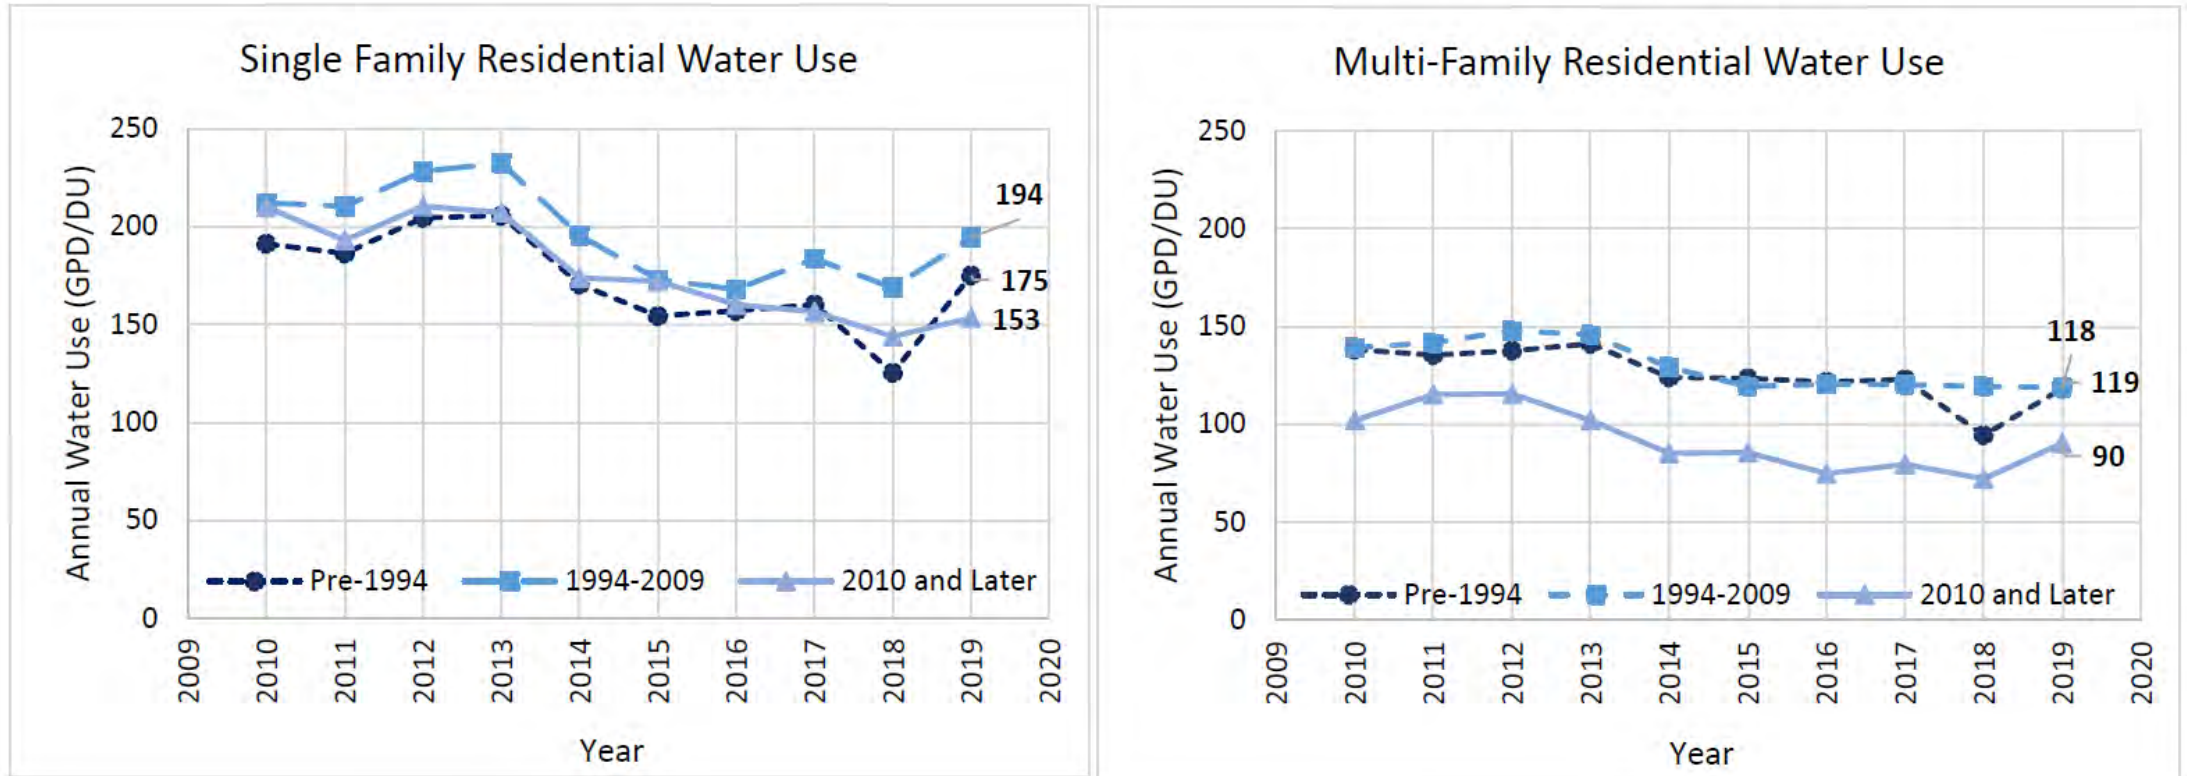 Single Family Residential Water Use
Annual Water Use (GPD/DU)
250
200
150
100
50
0
194
175
153
Pre-1994 1994-2009 2010 and Later
2009 2010 2011 2012 2013 2014 2015 2016 2017 2018 2019 2020
Year
Multi-Family Residential Water Use
Annual Water Use (GPD/DU)
250
200
150
100
50
0
118
119
90
Pre-1994 1994-2009 2010 and Later
2009 2010 2011 2012 2013 2014 2015 2016 2017 2018 2019 2020
Year